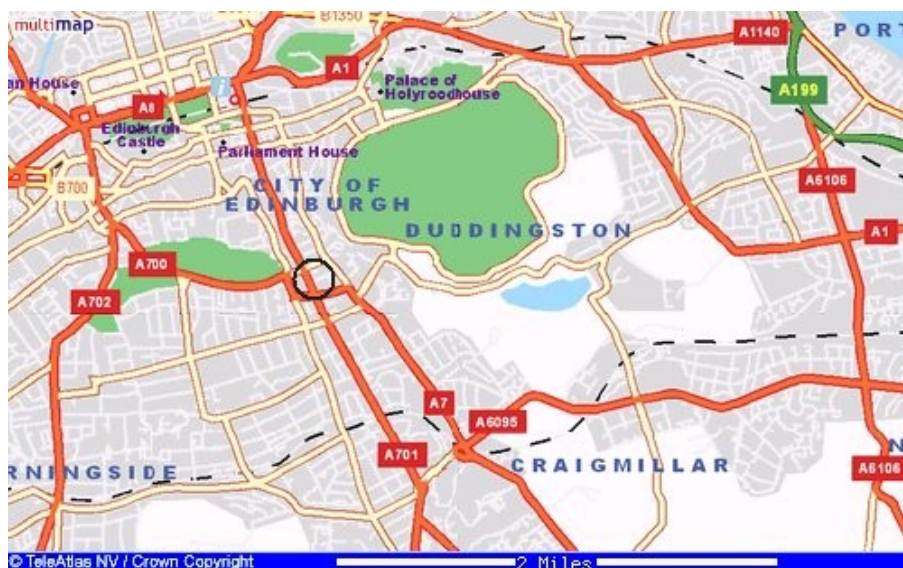 multimap
B1350
PORT
A1140
A1
an House
Palace of
Holyroodhouse
A199
A8
Edinburgh
Castle
Parliament House
B700
CITY OF
EDINBURGH
A6106
DUDDINGSTON
A1
A700
A702
A7
A6095
A701
RNINGSIDE
CRAIGMILLAR
N
A6106
© TeleAtlas NV / Crown Copyright
2 Miles